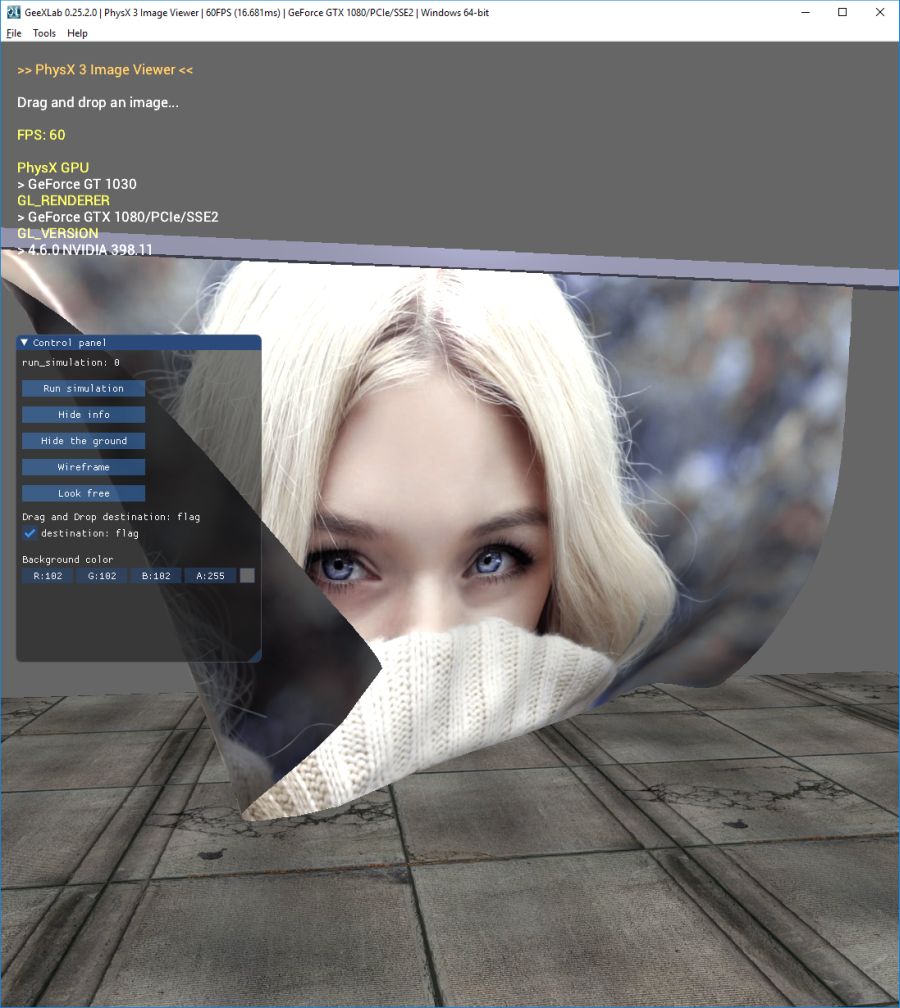 GeeXLab 0.25.2.0 | PhysX 3 Image Viewer | 60FPS (16.681ms) | GeForce GTX 1080/PCIe/SSE2 | Windows 64-bit
File Tools Help
>> PhysX 3 Image Viewer <<
Drag and drop an image...
FPS: 60
PhysX GPU
> GeForce GT 1030
GL_RENDERER
> GeForce GTX 1080/PCIe/SSE2
GL_VERSION
> 4.6.0 NVIDIA 398.11
Control panel
run_simulation: 0
Run simulation
Hide info
Hide the ground
Wireframe
Look free
Drag and Drop destination: flag
destination: flag
Background color
R:102 G:102 B:102 A:255